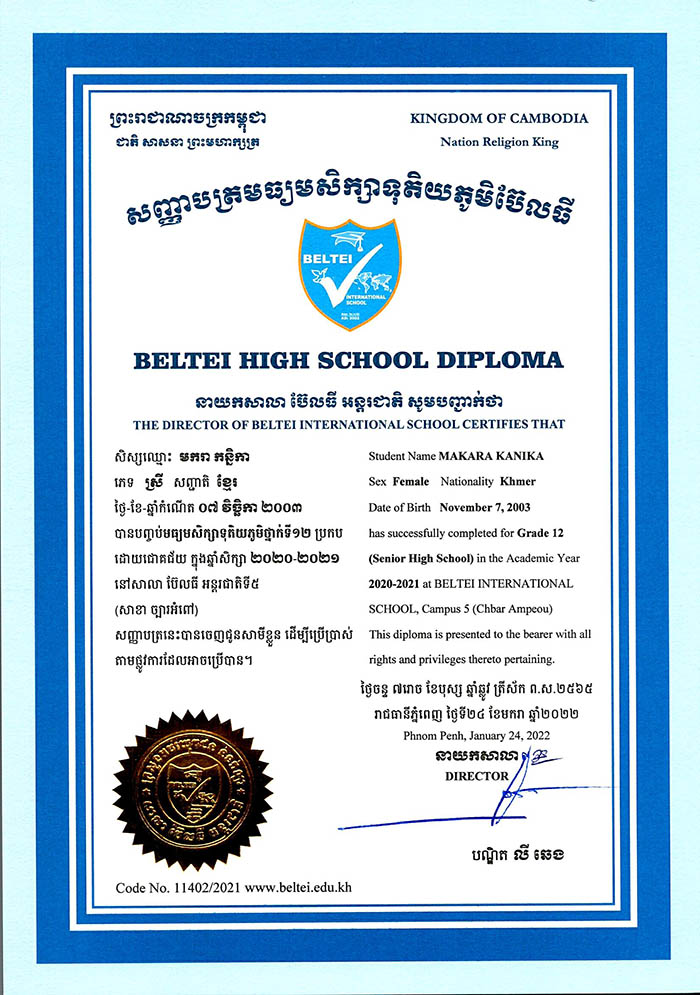 ព្រះរាជាណាចក្រកម្ពុជា
ជាតិ សាសនា ព្រះមហាក្សត្រ
KINGDOM OF CAMBODIA
Nation Religion King
សញ្ញាបត្រមធ្យមសិក្សាទុតិយភូមិប៊ែលធី
BELTEI
INTERNATIONAL
SCHOOL
BELTEI HIGH SCHOOL DIPLOMA
នាយកសាលា ប៊ែលធី អន្តរជាតិ សូមបញ្ជាក់ថា
THE DIRECTOR OF BELTEI INTERNATIONAL SCHOOL CERTIFIES THAT
សិស្សឈ្មោះ មករា កន្និកា
ភេទ ស្រី សញ្ជាតិ ខ្មែរ
ថ្ងៃ-ខែ-ឆ្នាំកំណើត ០៧ វិច្ឆិកា ២០០៣
បានបញ្ចប់មធ្យមសិក្សាទុតិយភូមិថ្នាក់ទី១២ ប្រកប
ដោយជោគជ័យ ក្នុងឆ្នាំសិក្សា ២០២០-២០២១
នៅសាលា ប៊ែលធី អន្តរជាតិទី៥
(សាខា ច្បារអំពៅ)
សញ្ញាបត្រនេះបានចេញជូនសាមីខ្លួន ដើម្បីប្រើប្រាស់
តាមផ្លូវការដែលអាចប្រើបាន។
Student Name MAKARA KANIKA
Sex Female Nationality Khmer
Date of Birth November 7, 2003
has successfully completed for Grade 12
(Senior High School) in the Academic Year
2020-2021 at BELTEI INTERNATIONAL
SCHOOL, Campus 5 (Chbar Ampeou)
This diploma is presented to the bearer with all
rights and privileges thereto pertaining.
ថ្ងៃចន្ទ ៧រោច ខែបុស្ស ឆ្នាំឆ្លូវ ត្រីស័ក ព.ស.២៥៦៥
រាជធានីភ្នំពេញ ថ្ងៃទី២៤ ខែមករា ឆ្នាំ២០២២
Phnom Penh, January 24, 2022
នាយកសាលា
DIRECTOR
បណ្ឌិត លី ឆេង
Code No. 11402/2021 www.beltei.edu.kh